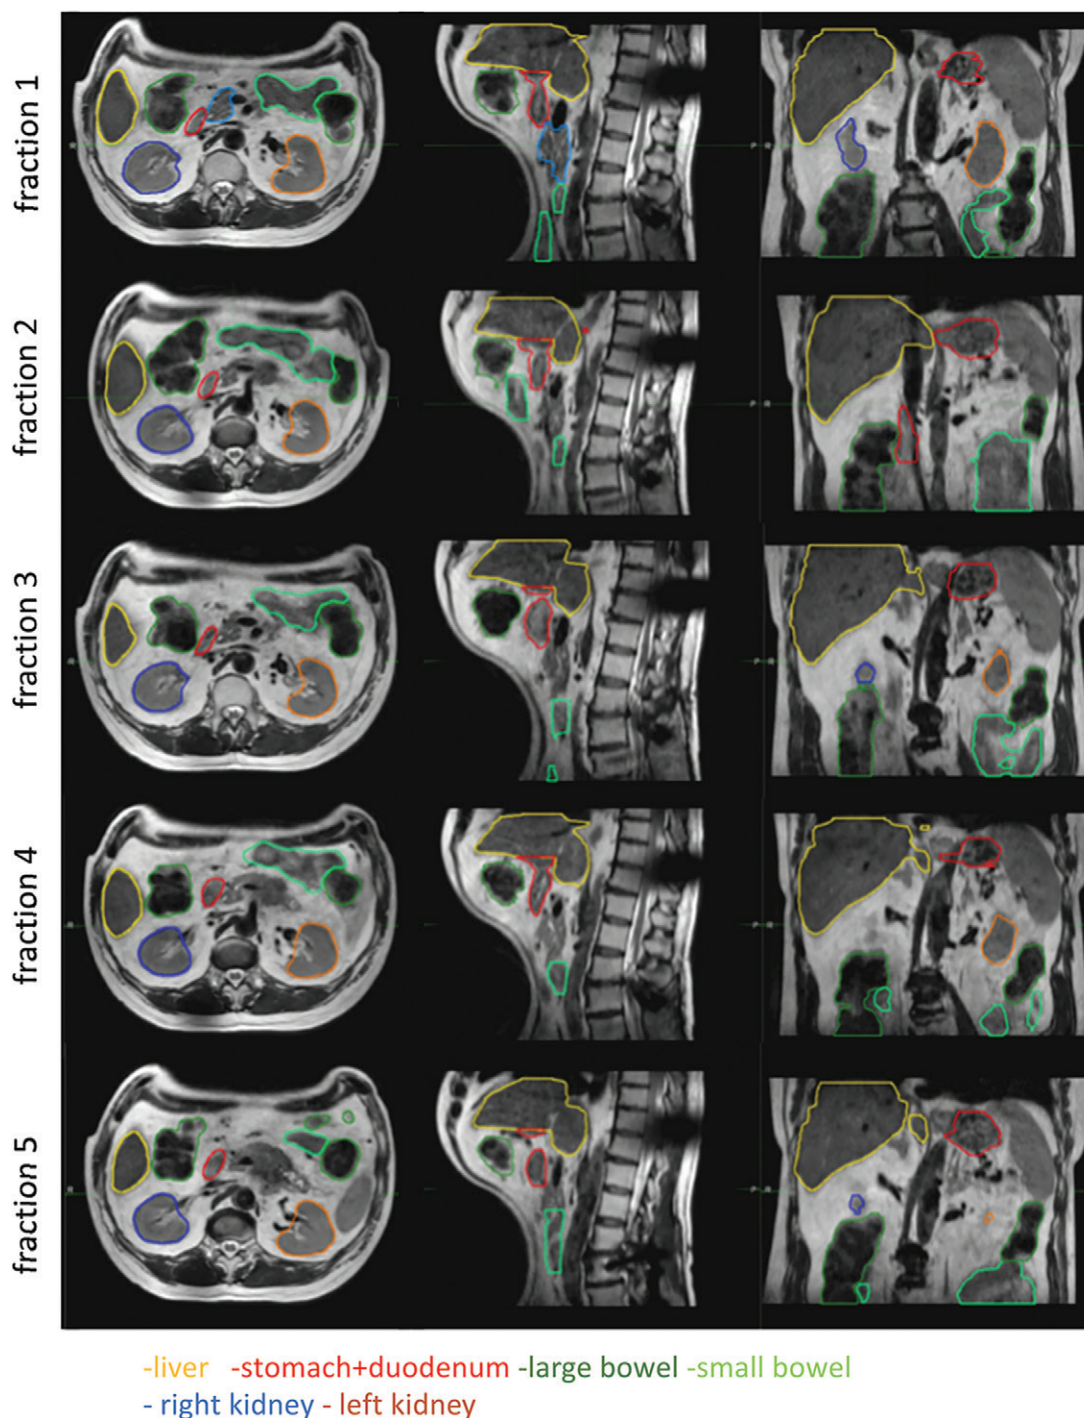 fraction 1
fraction 2
fraction 3
fraction 4
fraction 5
-liver -stomach+duodenum -large bowel -small bowel
- right kidney - left kidney